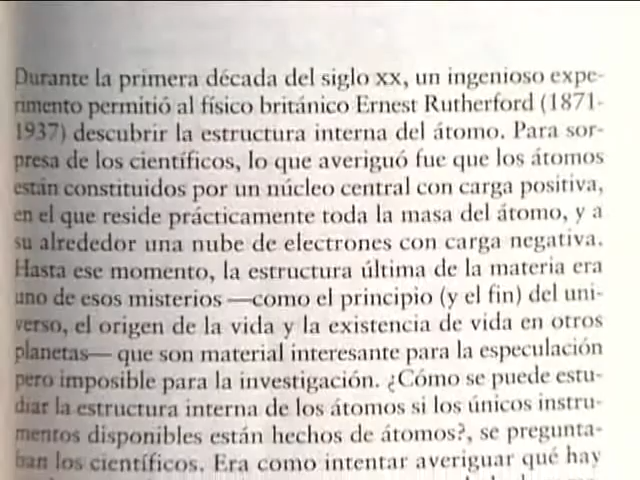 Durante la primera década del siglo xx, un ingenioso expe-
rimento permitió al físico británico Ernest Rutherford (1871-
1937) descubrir la estructura interna del átomo. Para sor-
presa de los científicos, lo que averiguó fue que los átomos
están constituidos por un núcleo central con carga positiva,
en el que reside prácticamente toda la masa del átomo, y a
su alrededor una nube de electrones con carga negativa.
Hasta ese momento, la estructura última de la materia era
uno de esos misterios —como el principio (y el fin) del uni-
verso, el origen de la vida y la existencia de vida en otros
planetas— que son material interesante para la especulación
pero imposible para la investigación. ¿Cómo se puede estu-
diar la estructura interna de los átomos si los únicos instru-
mentos disponibles están hechos de átomos?, se pregunta-
ban los científicos. Era como intentar averiguar qué hay